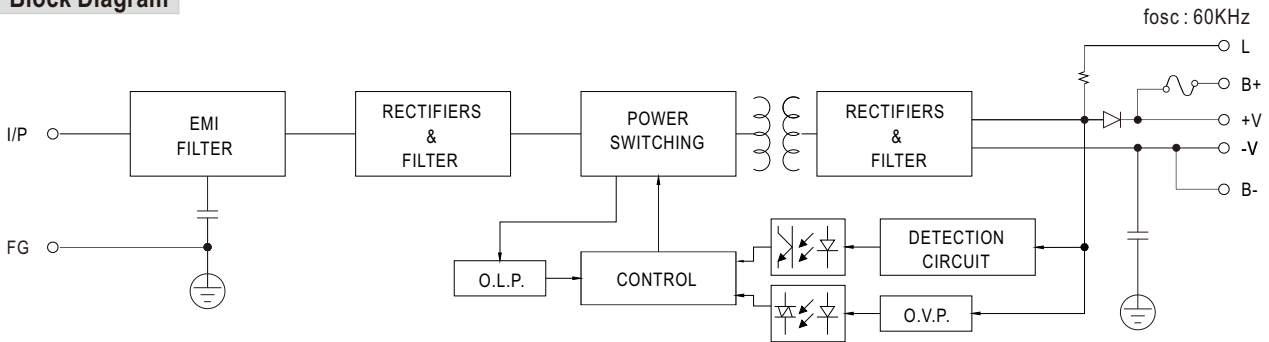 Block Diagram
fosc : 60KHz
L
B+
+V
-V
B-
I/P
FG
EMI
FILTER
RECTIFIERS
&
FILTER
POWER
SWITCHING
RECTIFIERS
&
FILTER
O.L.P.
CONTROL
DETECTION
CIRCUIT
O.V.P.